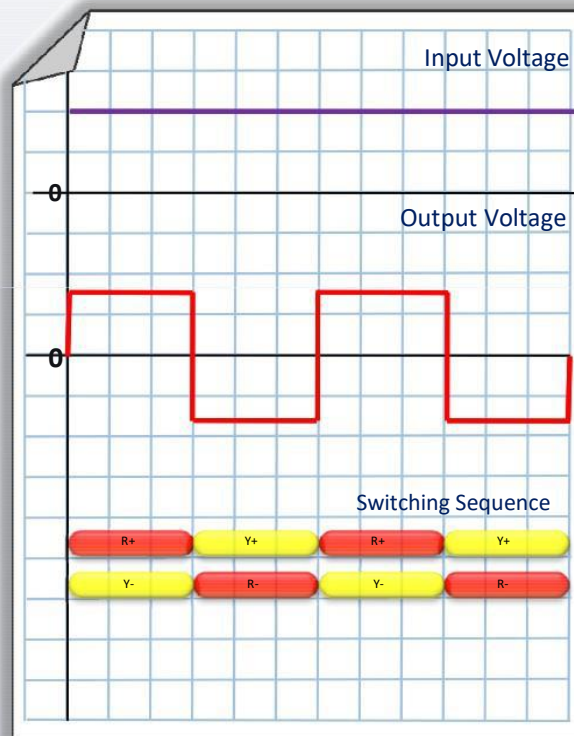 Input Voltage
0
Output Voltage
0
Switching Sequence
R+ Y+ R+ Y+
Y- R- Y- R-